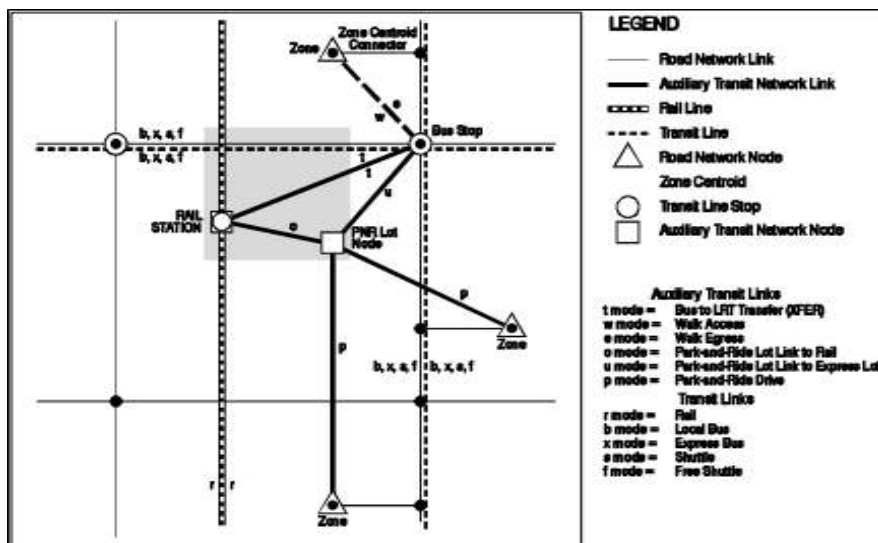 Zone Centroid
Connector
Zone
e
w
Bus Stop
b, x, a, f
b, x, a, f
t
u
RAIL
STATION
o
PNR Lot
Node
p
Zone
p
b, x, a, f
b, x, a, f
r
r
Zone
LEGEND
Road Network Link
Auxiliary Transit Network Link
Rail Line
Transit Line
Road Network Node
Zone Centroid
Transit Line Stop
Auxiliary Transit Network Node
Auxiliary Transit Links
t mode = Bus to LRT Transfer (XFER)
w mode = Walk Access
e mode = Walk Egress
o mode = Park-and-Ride Lot Link to Rail
u mode = Park-and-Ride Lot Link to Express Lot
p mode = Park-and-Ride Drive
Transit Links
r mode = Rail
b mode = Local Bus
x mode = Express Bus
s mode = Shuttle
f mode = Free Shuttle